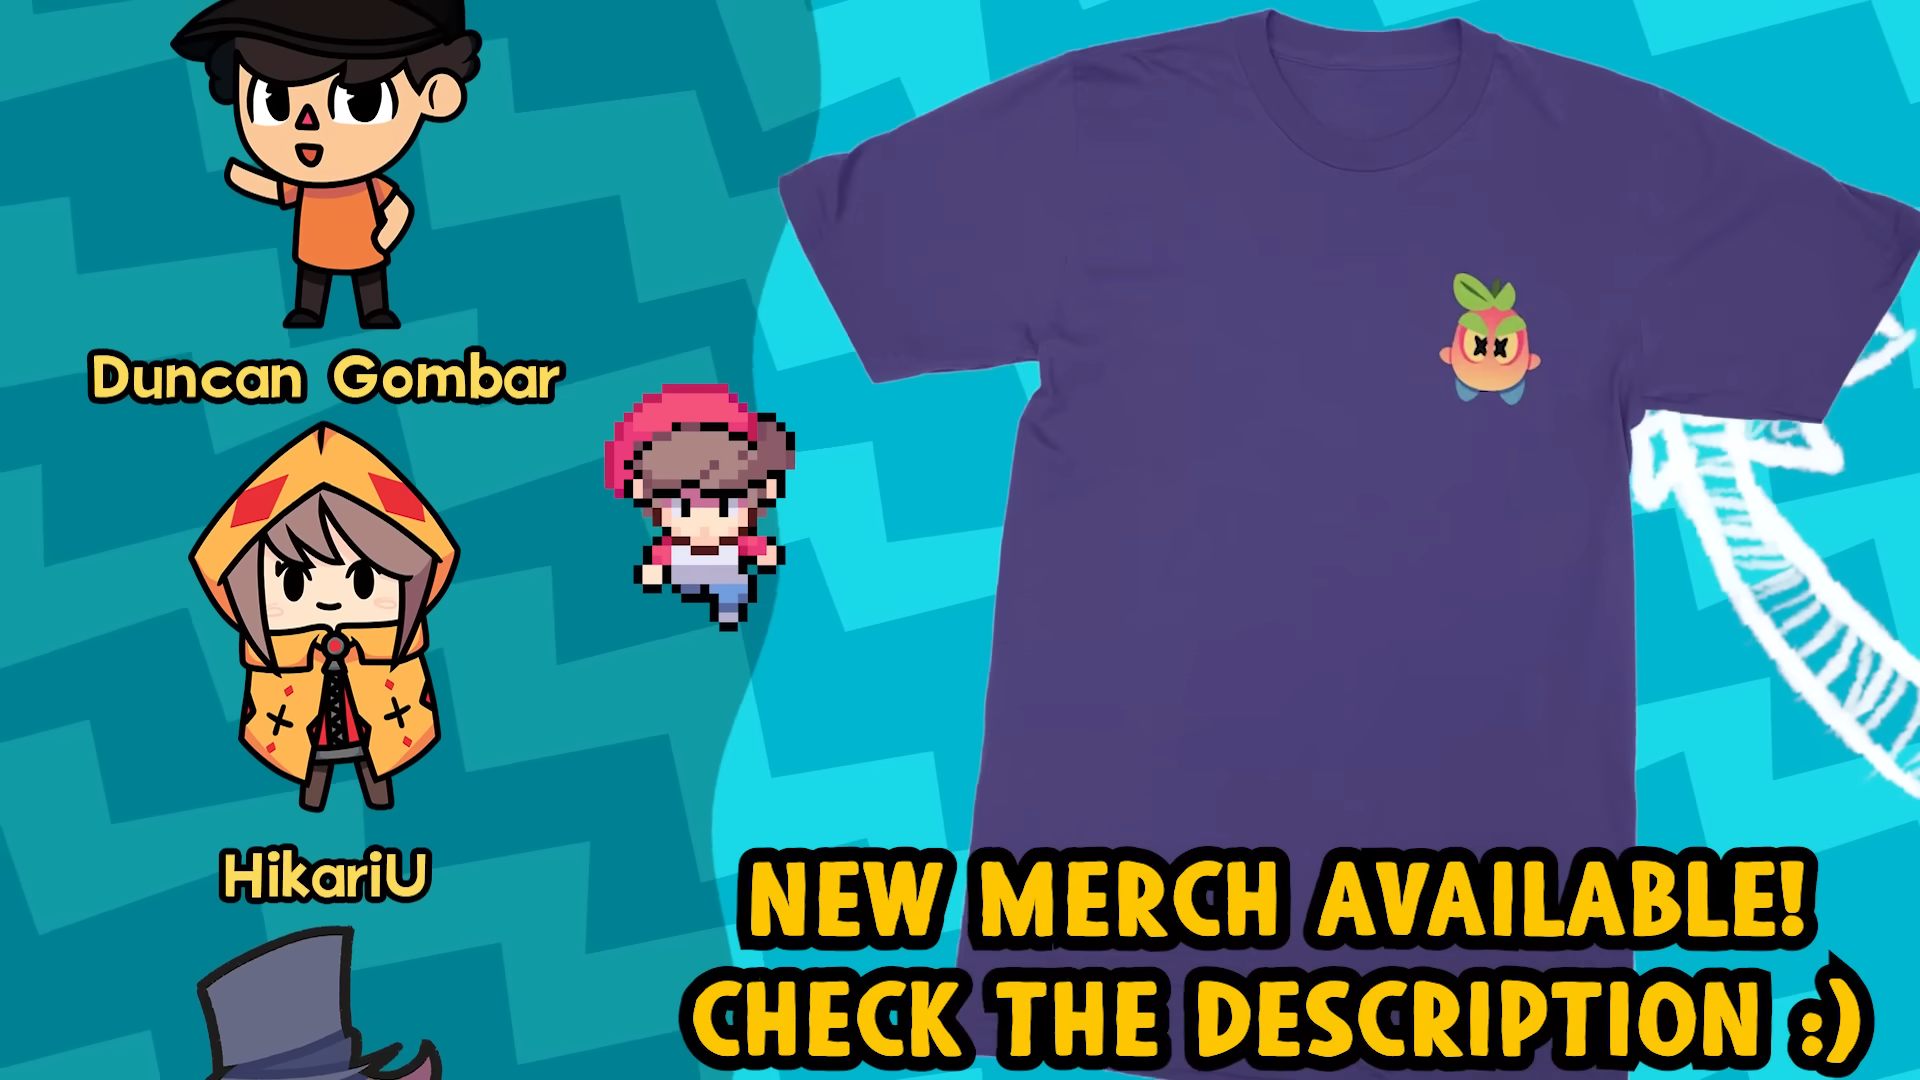 Duncan Gombar
HikariU
NEW MERCH AVAILABLE!
CHECK THE DESCRIPTION :)